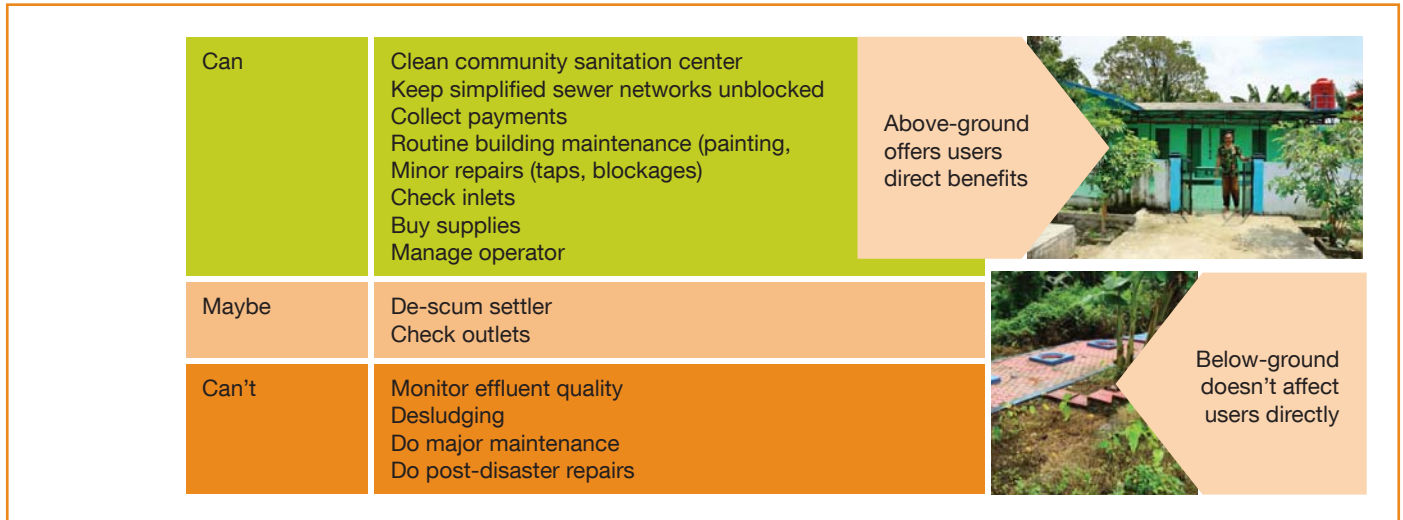 Can
Clean community sanitation center
Keep simplified sewer networks unblocked
Collect payments
Routine building maintenance (painting,
Minor repairs (taps, blockages)
Check inlets
Buy supplies
Manage operator
Above-ground
offers users
direct benefits
Maybe
De-scum settler
Check outlets
Can’t
Monitor effluent quality
Desludging
Do major maintenance
Do post-disaster repairs
Below-ground
doesn’t affect
users directly